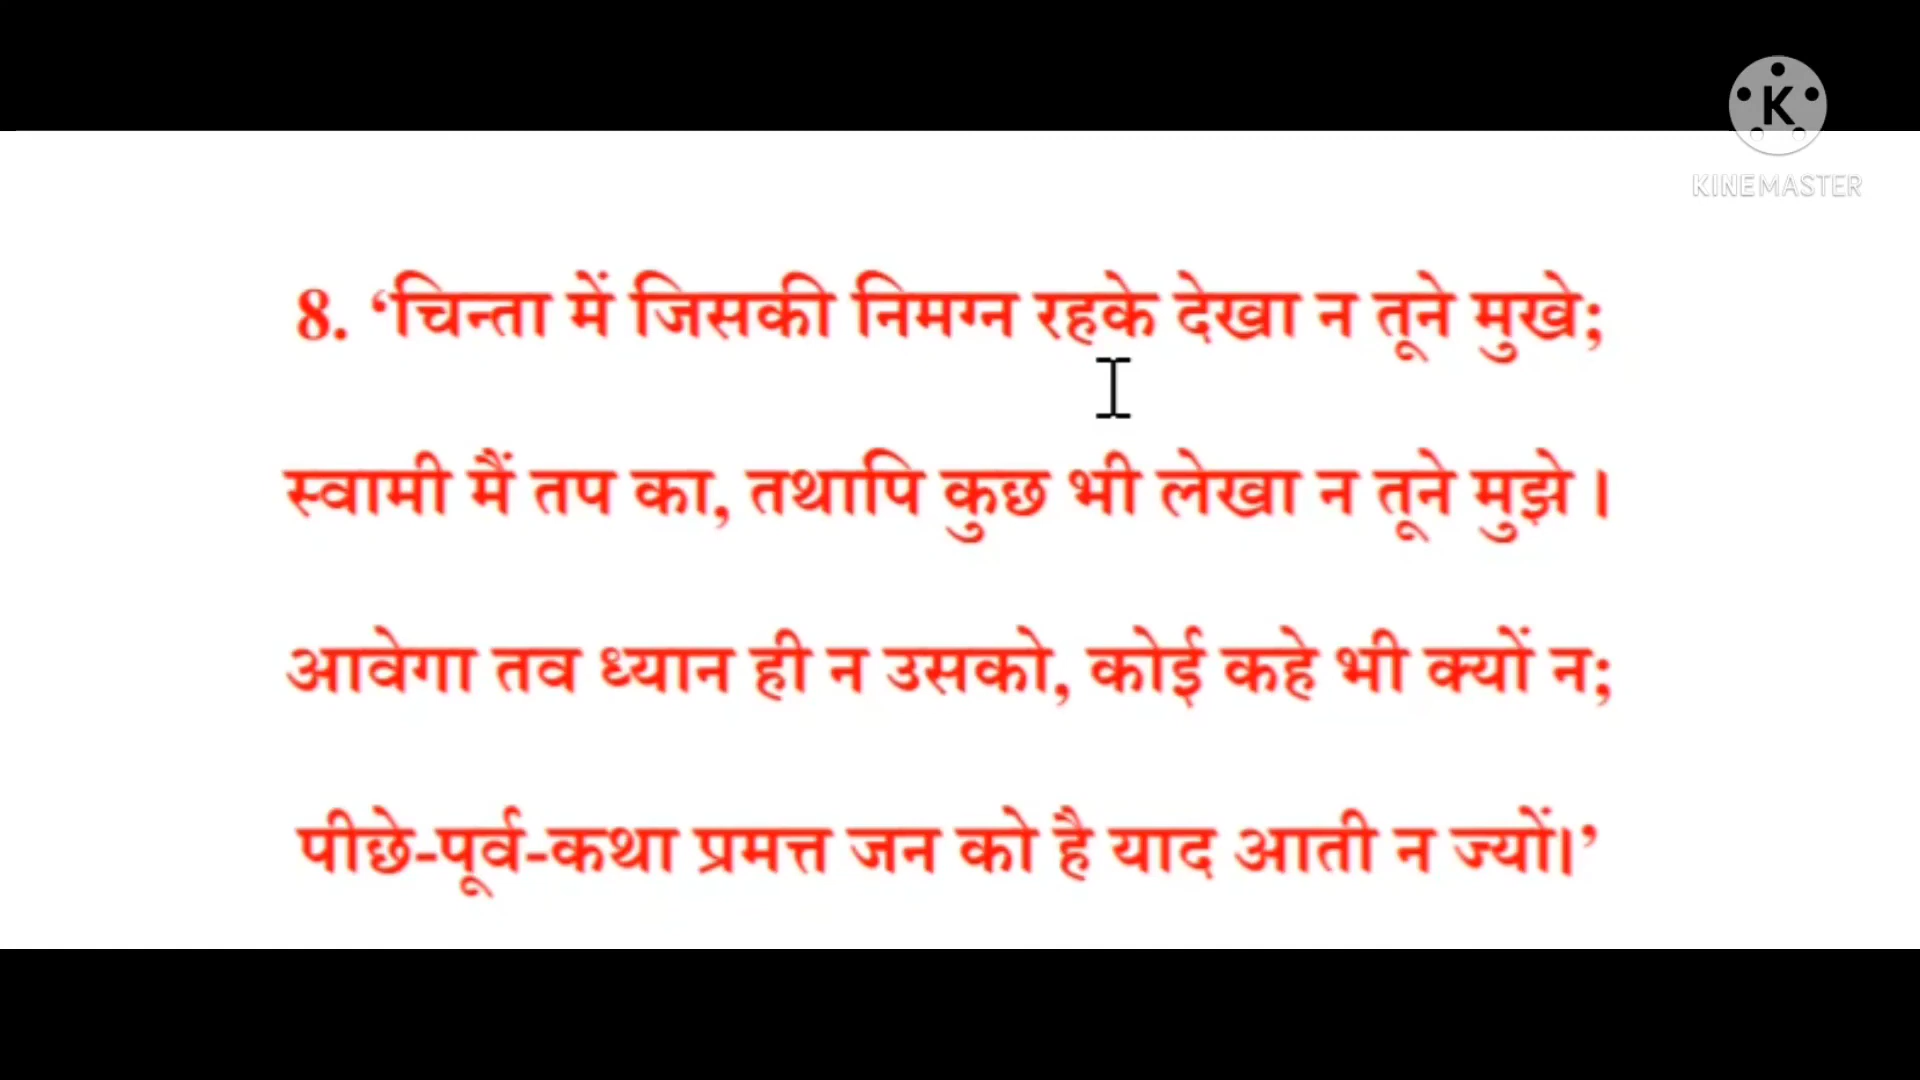 K
KINEMASTER
8. ‘चिन्ता में जिसकी निमग्न रहके देखा न तूने मुखे;
स्वामी मैं तप का, तथापि कुछ भी लेखा न तूने मुझे।
आवेगा तव ध्यान ही न उसको, कोई कहे भी क्यों न;
पीछे-पूर्व-कथा प्रमत्त जन को है याद आती न ज्यों।’